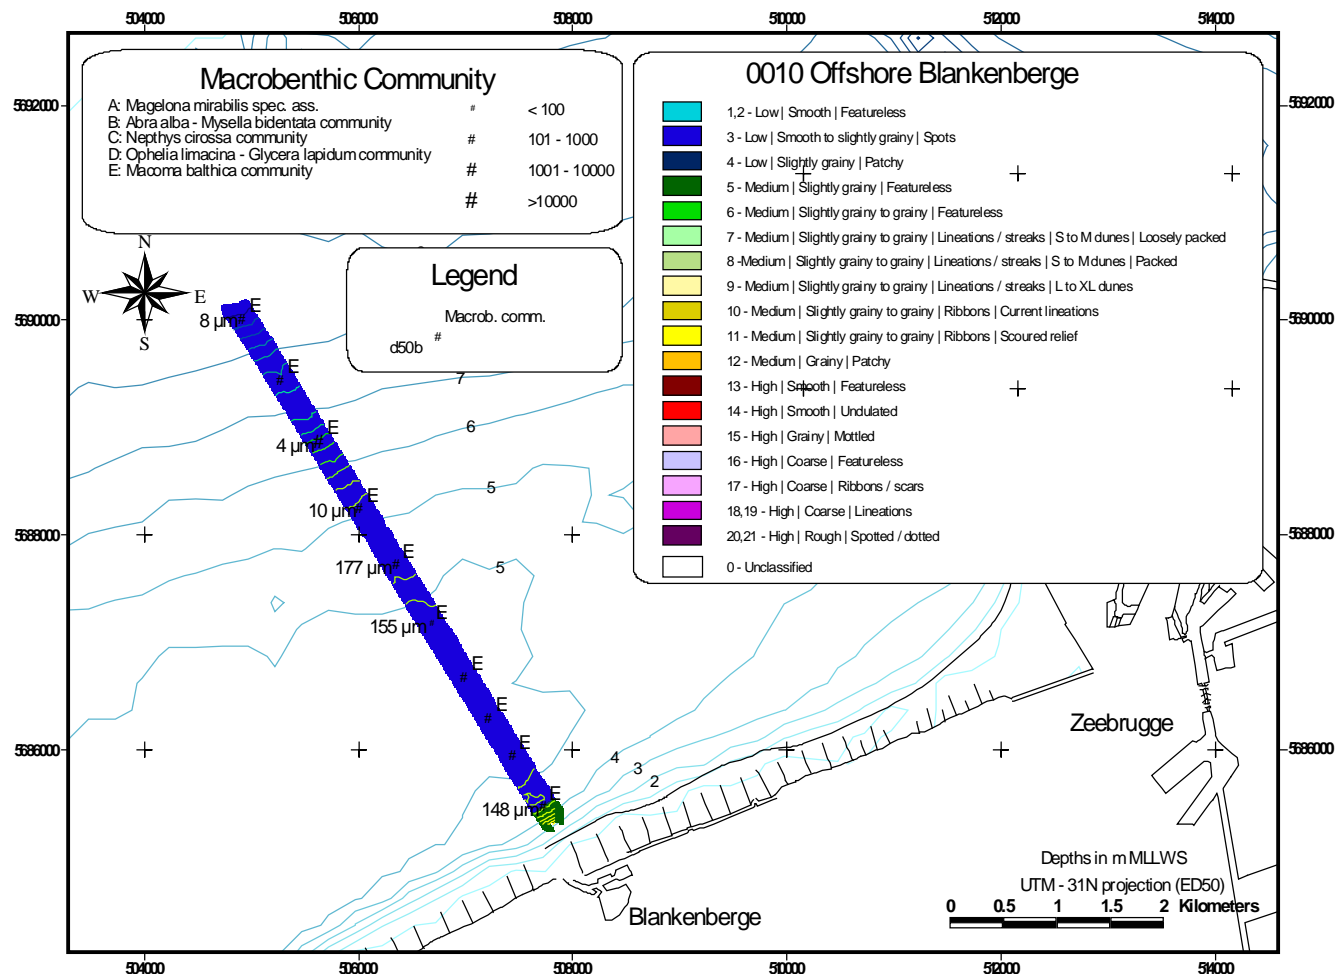 504000 506000 508000 510000 512000 514000
Macrobenthic Community
A: Magelona mirabilis spec. ass.
B: Abra alba - Mysella bidentata community
C: Nepthys cirossa community
D: Ophelia limacina - Glycera lapidum community
E: Macoma balthica community
# < 100
# 101 - 1000
# 1001 - 10000
# >10000
0010 Offshore Blankenberge
1,2 - Low | Smooth | Featureless
3 - Low | Smooth to slightly grainy | Spots
4 - Low | Slightly grainy | Patchy
5 - Medium | Slightly grainy | Featureless
6 - Medium | Slightly grainy to grainy | Featureless
7 - Medium | Slightly grainy to grainy | Lineations / streaks | S to M dunes | Loosely packed
8 -Medium | Slightly grainy to grainy | Lineations / streaks | S to M dunes | Packed
9 - Medium | Slightly grainy to grainy | Lineations / streaks | L to XL dunes
10 - Medium | Slightly grainy to grainy | Ribbons | Current lineations
11 - Medium | Slightly grainy to grainy | Ribbons | Scoured relief
12 - Medium | Grainy | Patchy
13 - High | Smooth | Featureless
14 - High | Smooth | Undulated
15 - High | Grainy | Mottled
16 - High | Coarse | Featureless
17 - High | Coarse | Ribbons / scars
18,19 - High | Coarse | Lineations
20,21 - High | Rough | Spotted / dotted
0 - Unclassified
5692000
5692000
N
W E
S
Legend
Macrob. comm.
#
d50b
5690000
5690000
E
8 µm#
E
#
7
E
4 µm#
6
E
10 µm#
5
5688000
5688000
E
177 µm#
5
E
155 µm#
E
#
E
#
E
#
5686000
5686000
4
3
2
E
148 µm#
Zeebrugge
Blankenberge
Depths in m MLLWS
UTM - 31N projection (ED50)
0 0.5 1 1.5 2 Kilometers
504000 506000 508000 510000 512000 514000